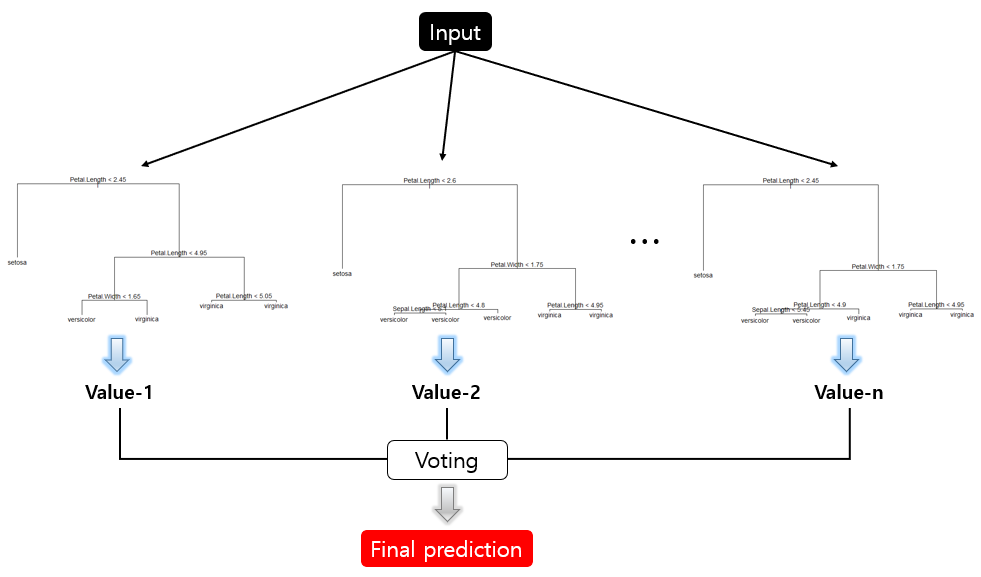 Input
Petal.Length < 2.45
setosa
Petal.Length < 4.95
Petal.Width < 1.65
Petal.Length < 5.05
versicolor
virginica
virginica
virginica
Petal.Length < 2.6
setosa
Petal.Width < 1.75
Petal.Length < 4.95
versicolor
versicolor
versicolor
virginica
virginica
...
Petal.Length < 2.45
setosa
Petal.Width < 1.75
Petal.Length < 4.9
Sepal.Length < 5.45
Petal.Length < 4.95
versicolor
versicolor
virginica
virginica
virginica
Value-1
Value-2
Value-n
Voting
Final prediction